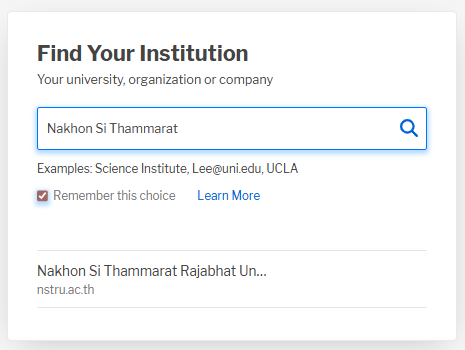 Find Your Institution
Your university, organization or company
Nakhon Si Thammarat
Examples: Science Institute, Lee@uni.edu, UCLA
Remember this choice Learn More
Nakhon Si Thammarat Rajabhat Un...
nstru.ac.th